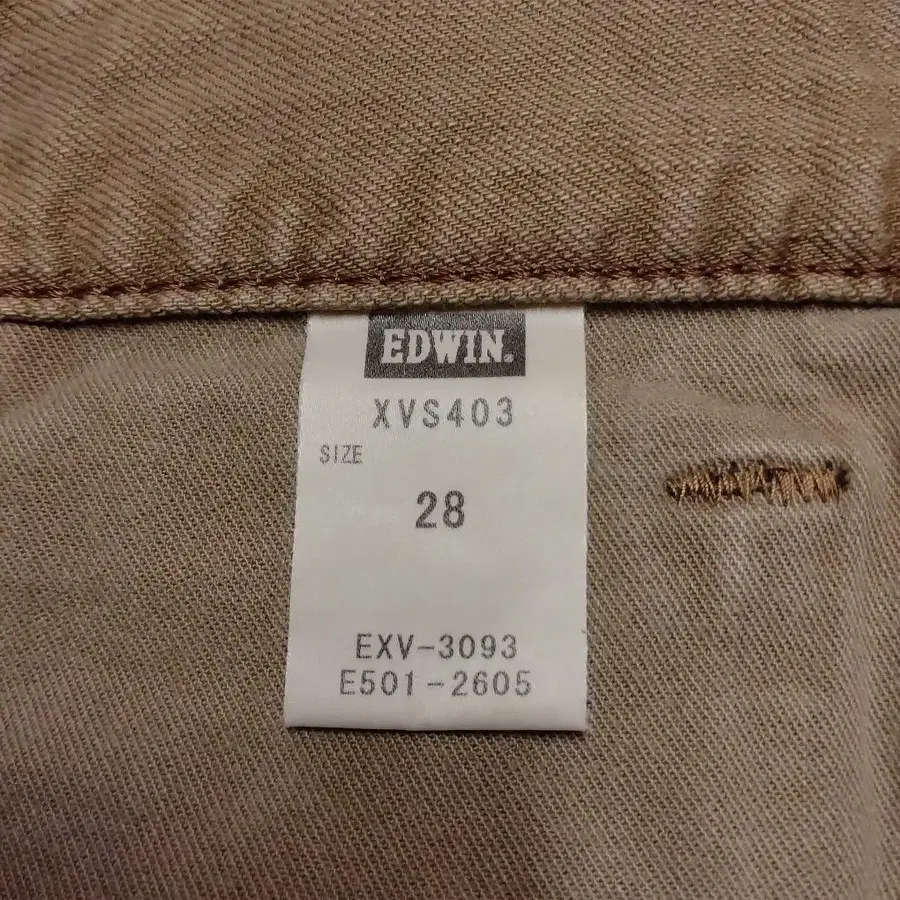 EDWIN.
XVS403
SIZE
28
EXV-3093
E501-2605